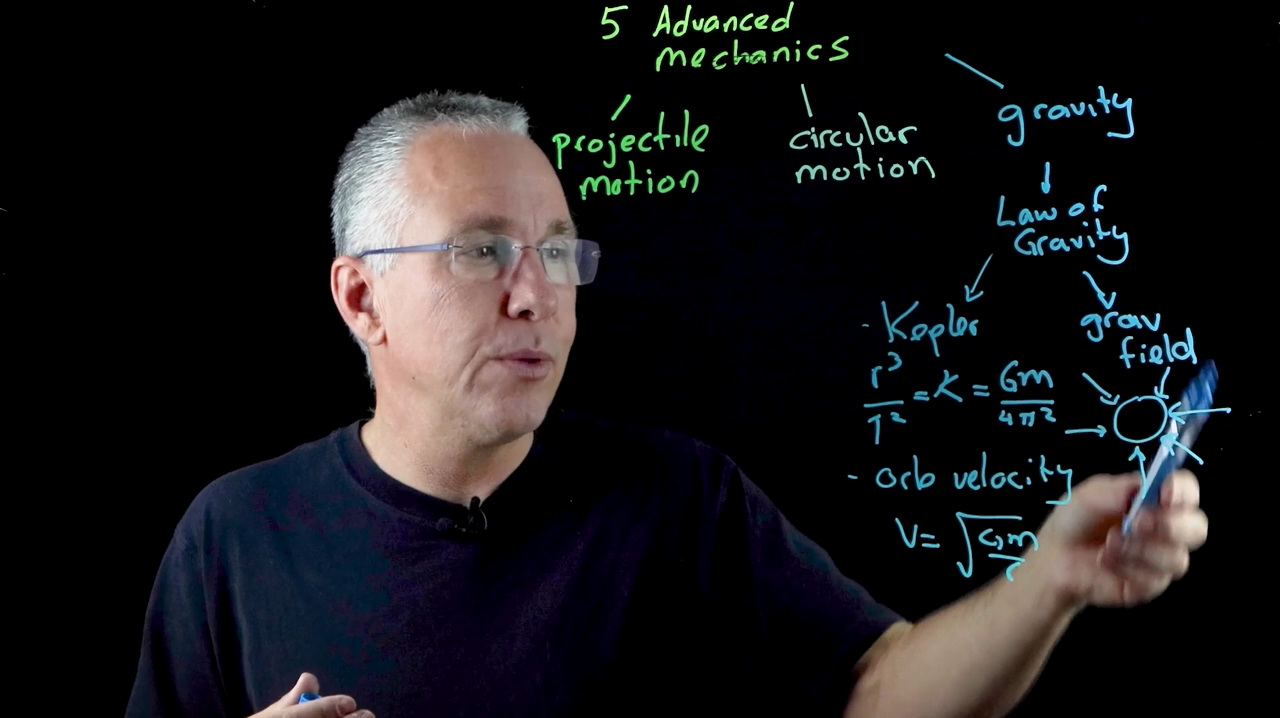 5 Advanced
mechanics
projectile
motion
circular
motion
gravity
Law of
Gravity
· Kepler
r³/T² = K = Gm/4π²
- orb velocity
V = √Gm/r
grav
field